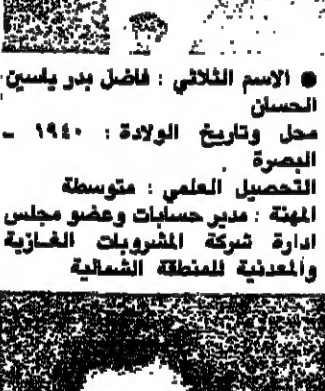 ● الاسم الثلاثي : فاضل بدر ياسين
الحسان
محل وتاريخ الولادة : ١٩٤٠ ــ
البصرة
التحصيل العلمي : متوسطة
المهنة : مدير حسابات وعضو مجلس
ادارة شركة المشروبات الغازية
والمعدنية للمنطقة الشمالية